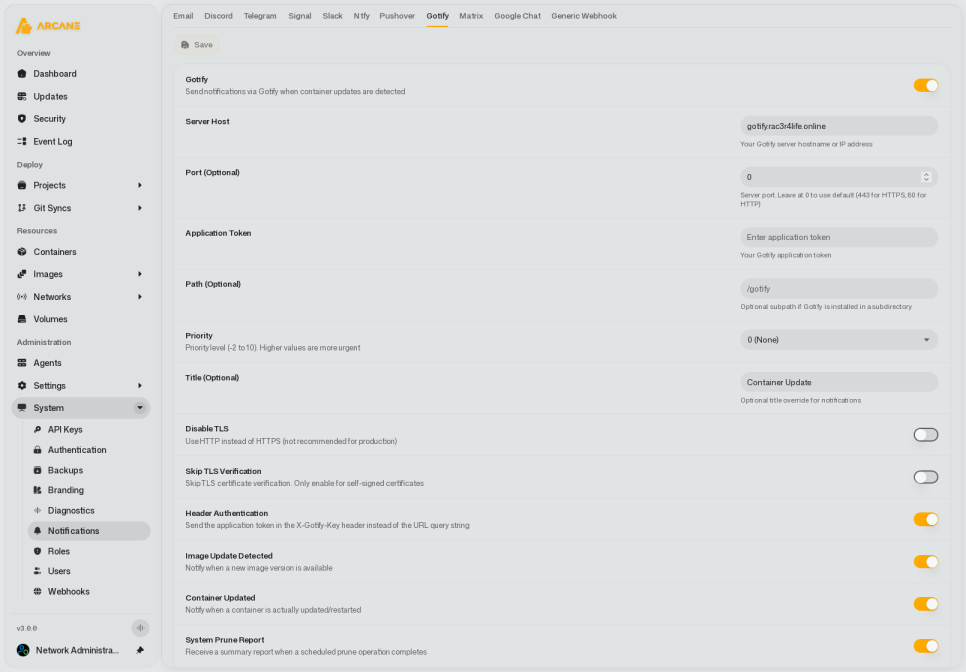 ARCANE
Overview
Dashboard
Updates
Security
Event Log
Deploy
Projects
Git Syncs
Resources
Containers
Images
Networks
Volumes
Administration
Agents
Settings
System
API Keys
Authentication
Backups
Branding
Diagnostics
Notifications
Roles
Users
Webhooks
v3.0.0
Network Administra...
Email Discord Telegram Signal Slack Ntfy Pushover Gotify Matrix Google Chat Generic Webhook
Save
Gotify
Send notifications via Gotify when container updates are detected
Server Host
gotify.rac3r4life.online
Your Gotify server hostname or IP address
Port (Optional)
0
Server port. Leave at 0 to use default (443 for HTTPS, 80 for
HTTP)
Application Token
Enter application token
Your Gotify application token
Path (Optional)
/gotify
Optional subpath if Gotify is installed in a subdirectory
Priority
Priority level (-2 to 10). Higher values are more urgent
0 (None)
Title (Optional)
Container Update
Optional title override for notifications
Disable TLS
Use HTTP instead of HTTPS (not recommended for production)
Skip TLS Verification
Skip TLS certificate verification. Only enable for self-signed certificates
Header Authentication
Send the application token in the X-Gotify-Key header instead of the URL query string
Image Update Detected
Notify when a new image version is available
Container Updated
Notify when a container is actually updated/restarted
System Prune Report
Receive a summary report when a scheduled prune operation completes